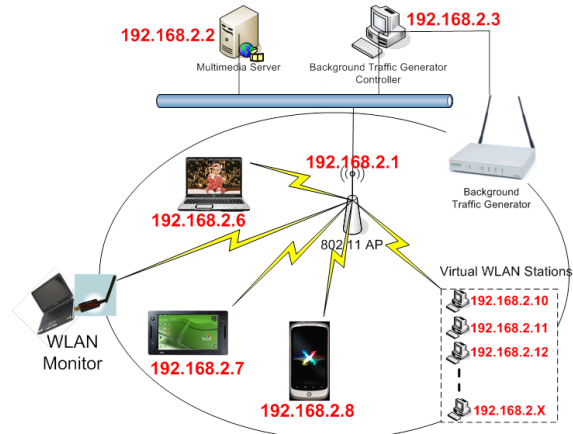 192.168.2.2
192.168.2.3
Multimedia Server
Background Traffic Generator
Controller
192.168.2.1
802.11 AP
Background
Traffic Generator
192.168.2.6
Virtual WLAN Stations
192.168.2.10
192.168.2.11
192.168.2.12
192.168.2.X
WLAN
Monitor
192.168.2.7
192.168.2.8